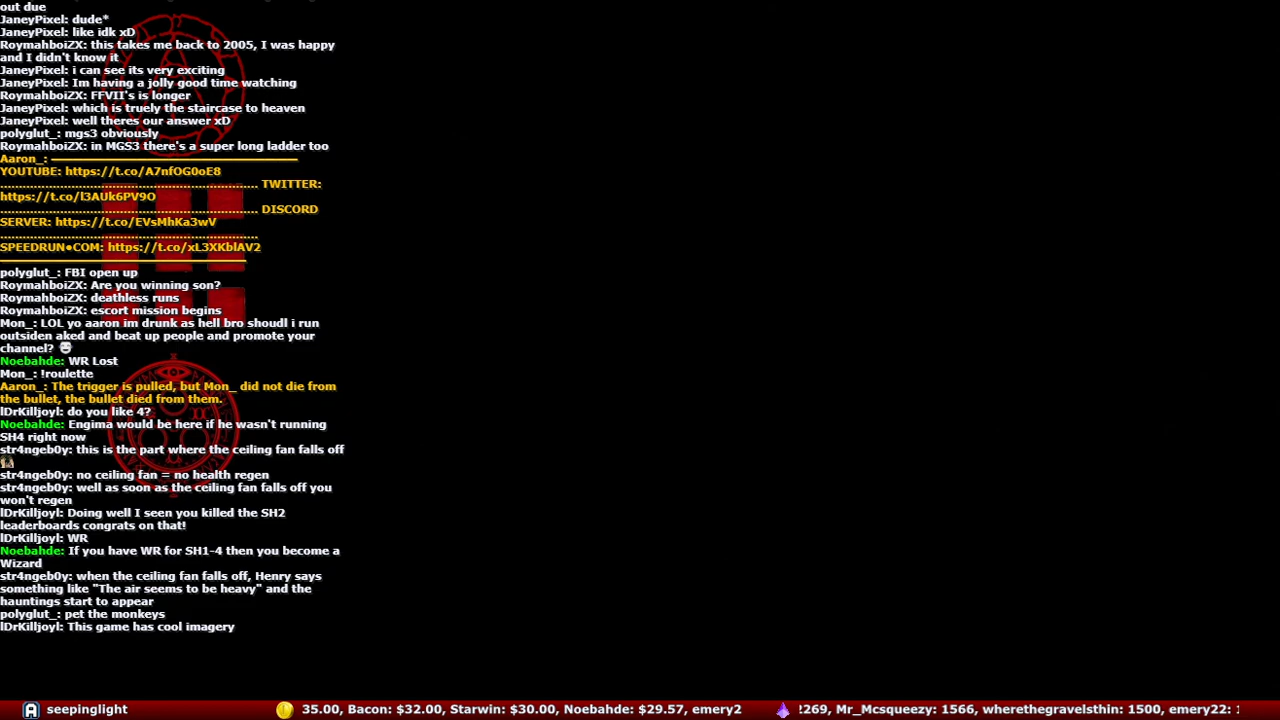 out due
JaneyPixel: dude*
JaneyPixel: like idk xD
RoymahboiZX: this takes me back to 2005, I was happy
and I didn't know it
JaneyPixel: i can see its very exciting
JaneyPixel: Im having a jolly good time watching
RoymahboiZX: FFVII's is longer
JaneyPixel: which is truely the staircase to heaven
JaneyPixel: well theres our answer xD
polyglut_: mgs3 obviously
RoymahboiZX: in MGS3 there's a super long ladder too
Aaron_: ────────────────────────
YOUTUBE: https://t.co/A7nfOG0oE8
.................................................................. TWITTER:
https://t.co/l3AUk6PV9O
.................................................................. DISCORD
SERVER: https://t.co/EVsMhKa3wV
..................................................................
SPEEDRUN●COM: https://t.co/xL3XKblAV2
────────────────────────
polyglut_: FBI open up
RoymahboiZX: Are you winning son?
RoymahboiZX: deathless runs
RoymahboiZX: escort mission begins
Mon_: LOL yo aaron im drunk as hell bro shoudl i run
outsiden aked and beat up people and promote your
channel?
Noebahde: WR Lost
Mon_: !roulette
Aaron_: The trigger is pulled, but Mon_ did not die from
the bullet, the bullet died from them.
lDrKilljoyl: do you like 4?
Noebahde: Engima would be here if he wasn't running
SH4 right now
str4ngeb0y: this is the part where the ceiling fan falls off
str4ngeb0y: no ceiling fan = no health regen
str4ngeb0y: well as soon as the ceiling fan falls off you
won't regen
lDrKilljoyl: Doing well I seen you killed the SH2
leaderboards congrats on that!
lDrKilljoyl: WR
Noebahde: If you have WR for SH1-4 then you become a
Wizard
str4ngeb0y: when the ceiling fan falls off, Henry says
something like "The air seems to be heavy" and the
hauntings start to appear
polyglut_: pet the monkeys
lDrKilljoyl: This game has cool imagery
A seepinglight 35.00, Bacon: $32.00, Starwin: $30.00, Noebahde: $29.57, emery2 !269, Mr_Mcsqueezy: 1566, wherethegravelsthin: 1500, emery22: